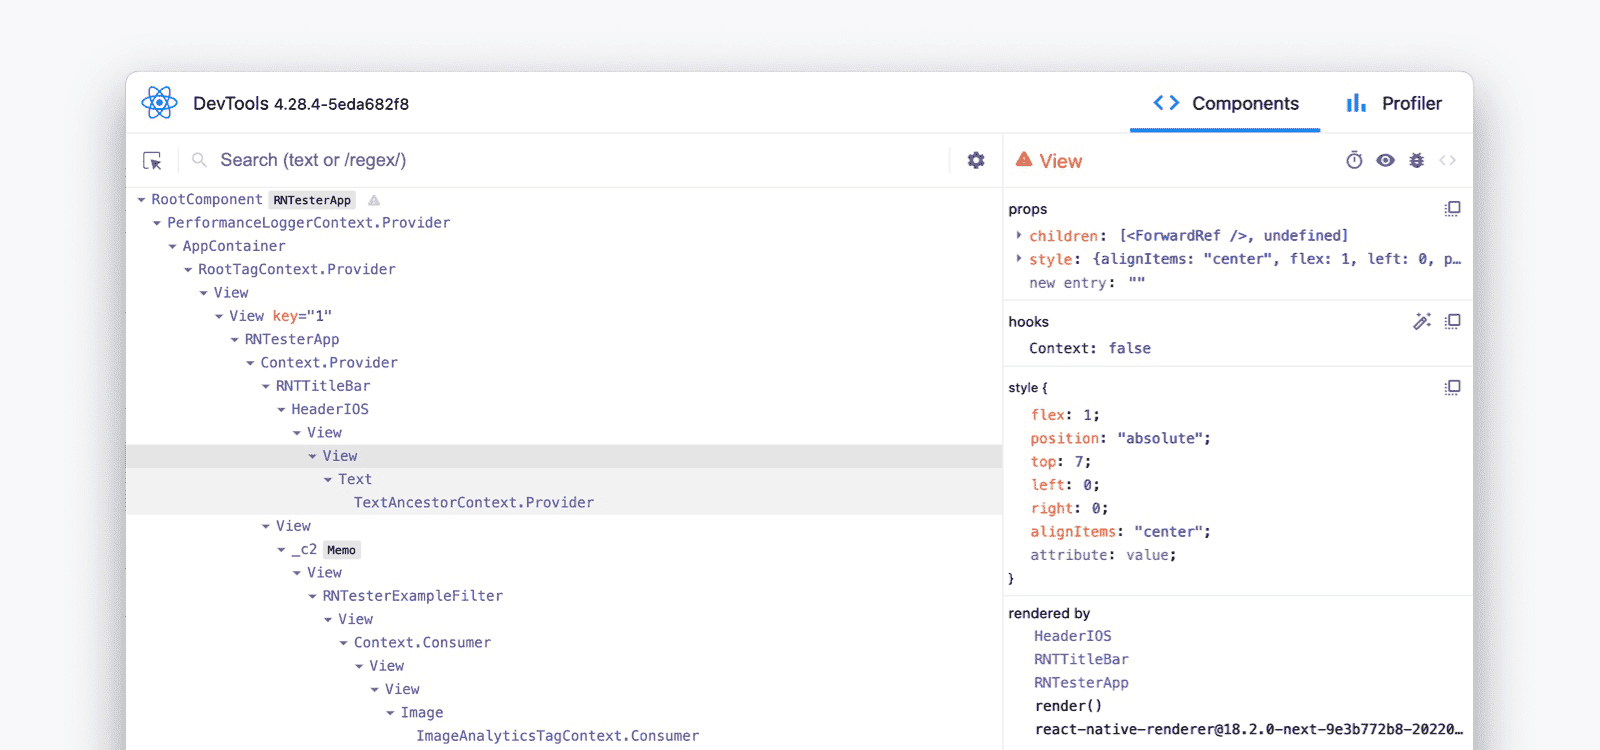 DevTools 4.28.4-5eda682f8
Components
Profiler
Search (text or /regex/)
RootComponent RNTesterApp
PerformanceLoggerContext.Provider
AppContainer
RootTagContext.Provider
View
View key="1"
RNTesterApp
Context.Provider
RNTTitleBar
HeaderIOS
View
View
Text
TextAncestorContext.Provider
View
_c2 Memo
View
RNTesterExampleFilter
View
Context.Consumer
View
View
Image
ImageAnalyticsTagContext.Consumer
View
props
children: [<ForwardRef />, undefined]
style: {alignItems: "center", flex: 1, left: 0, p…
new entry: ""
hooks
Context: false
style {
flex: 1;
position: "absolute";
top: 7;
left: 0;
right: 0;
alignItems: "center";
attribute: value;
}
rendered by
HeaderIOS
RNTTitleBar
RNTesterApp
render()
react-native-renderer@18.2.0-next-9e3b772b8-20220…